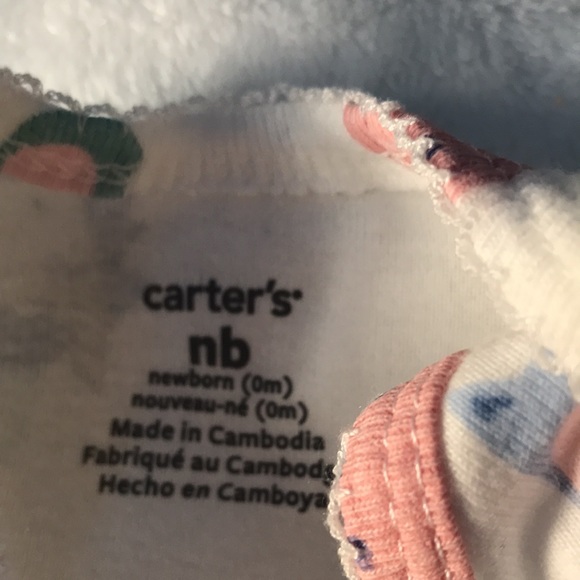 carter's
nb
newborn (0m)
nouveau-né (0m)
Made in Cambodia
Fabriqué au Cambodg
Hecho en Camboya